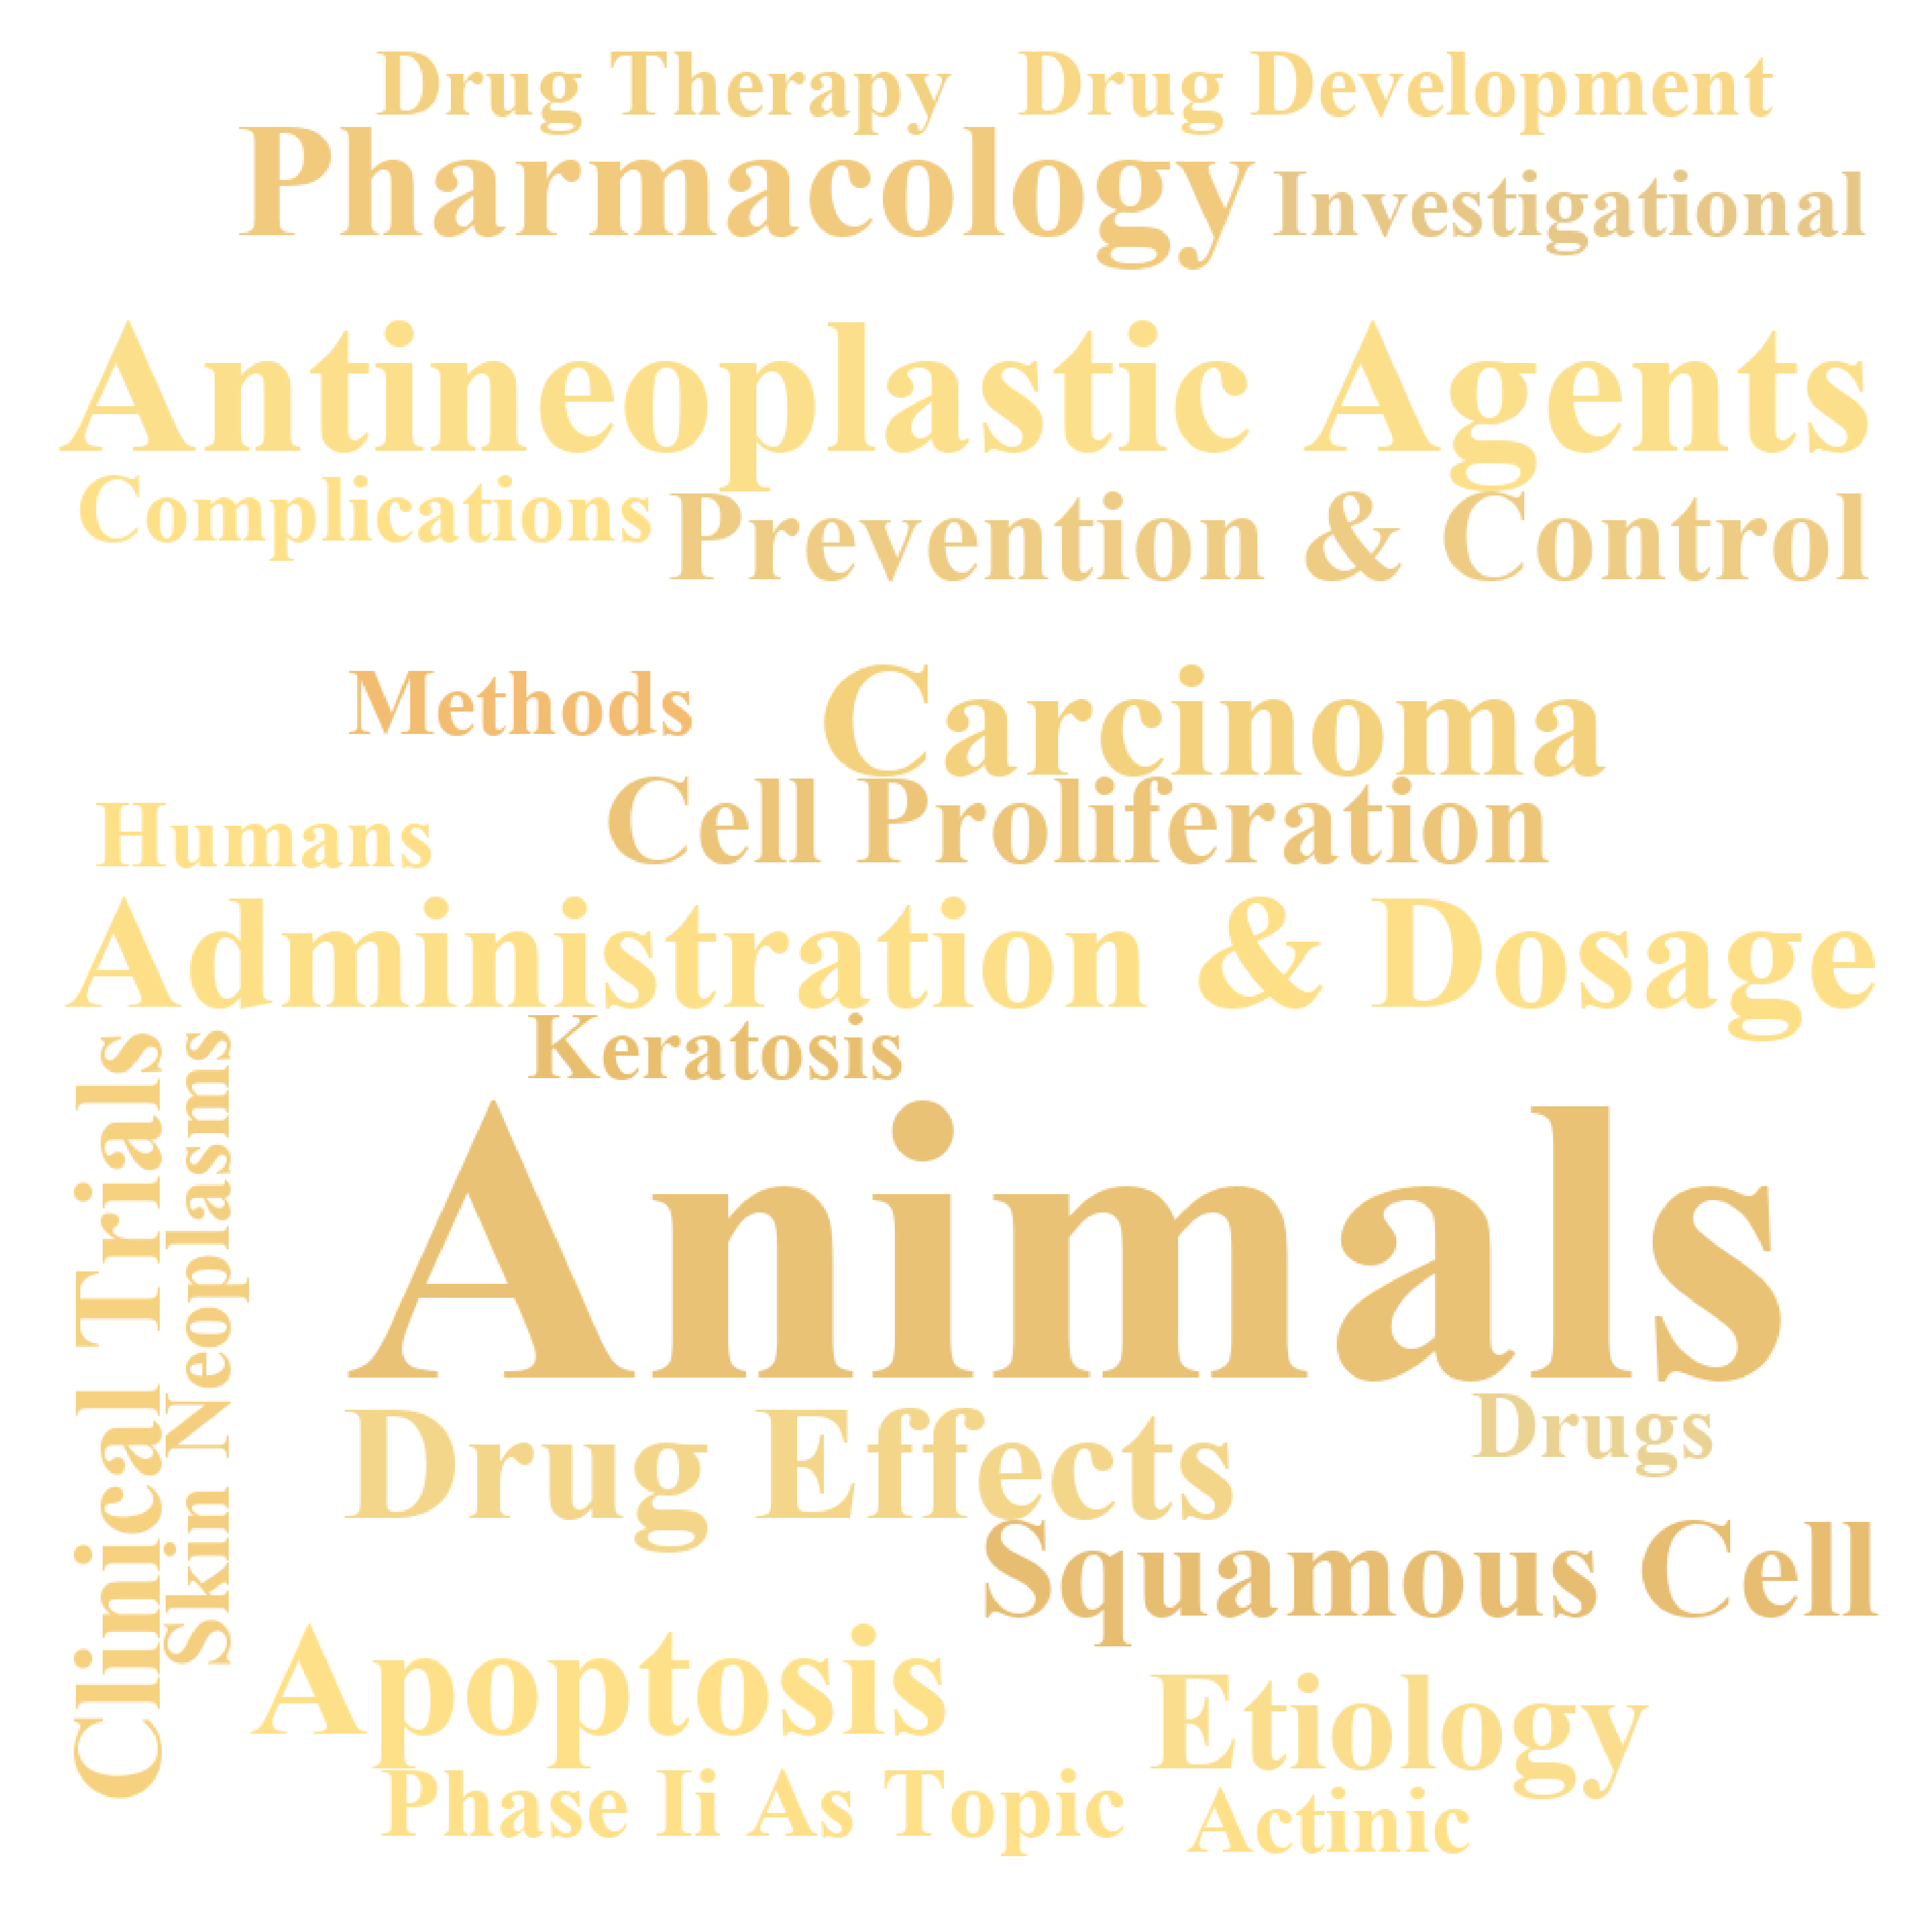 Drug Therapy Drug Development
Pharmacology Investigational
Antineoplastic Agents
Complications Prevention & Control
Methods Carcinoma
Humans Cell Proliferation
Administration & Dosage
Keratosis
Clinical Trials
Skin Neoplasms
Animals
Drug Effects Drugs
Squamous Cell
Apoptosis Etiology
Phase Ii As Topic Actinic